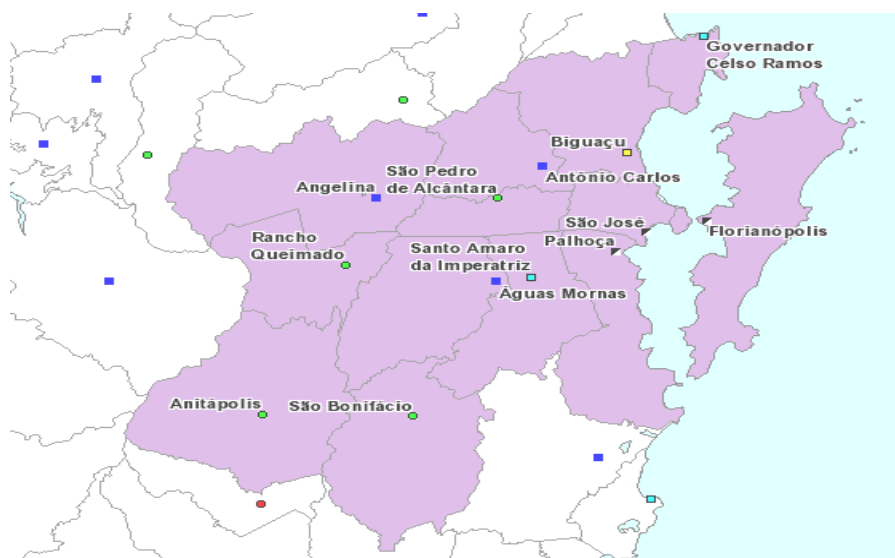 Governador
Celso Ramos
Biguaçu
São Pedro
de Alcântara
Antônio Carlos
Angelina
São José
Florianópolis
Rancho
Queimado
Santo Amaro
da Imperatriz
Palhoça
Águas Mornas
Anitápolis
São Bonifácio